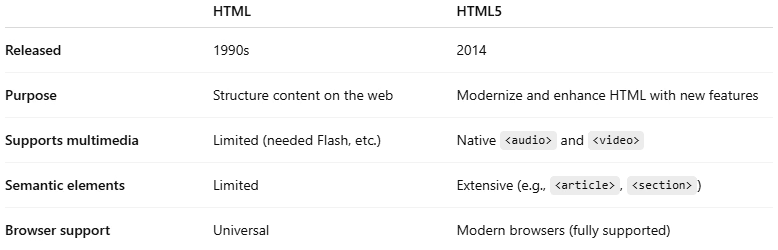 HTML HTML5
Released 1990s 2014
Purpose Structure content on the web Modernize and enhance HTML with new features
Supports multimedia Limited (needed Flash, etc.) Native <audio> and <video>
Semantic elements Limited Extensive (e.g., <article>, <section>)
Browser support Universal Modern browsers (fully supported)